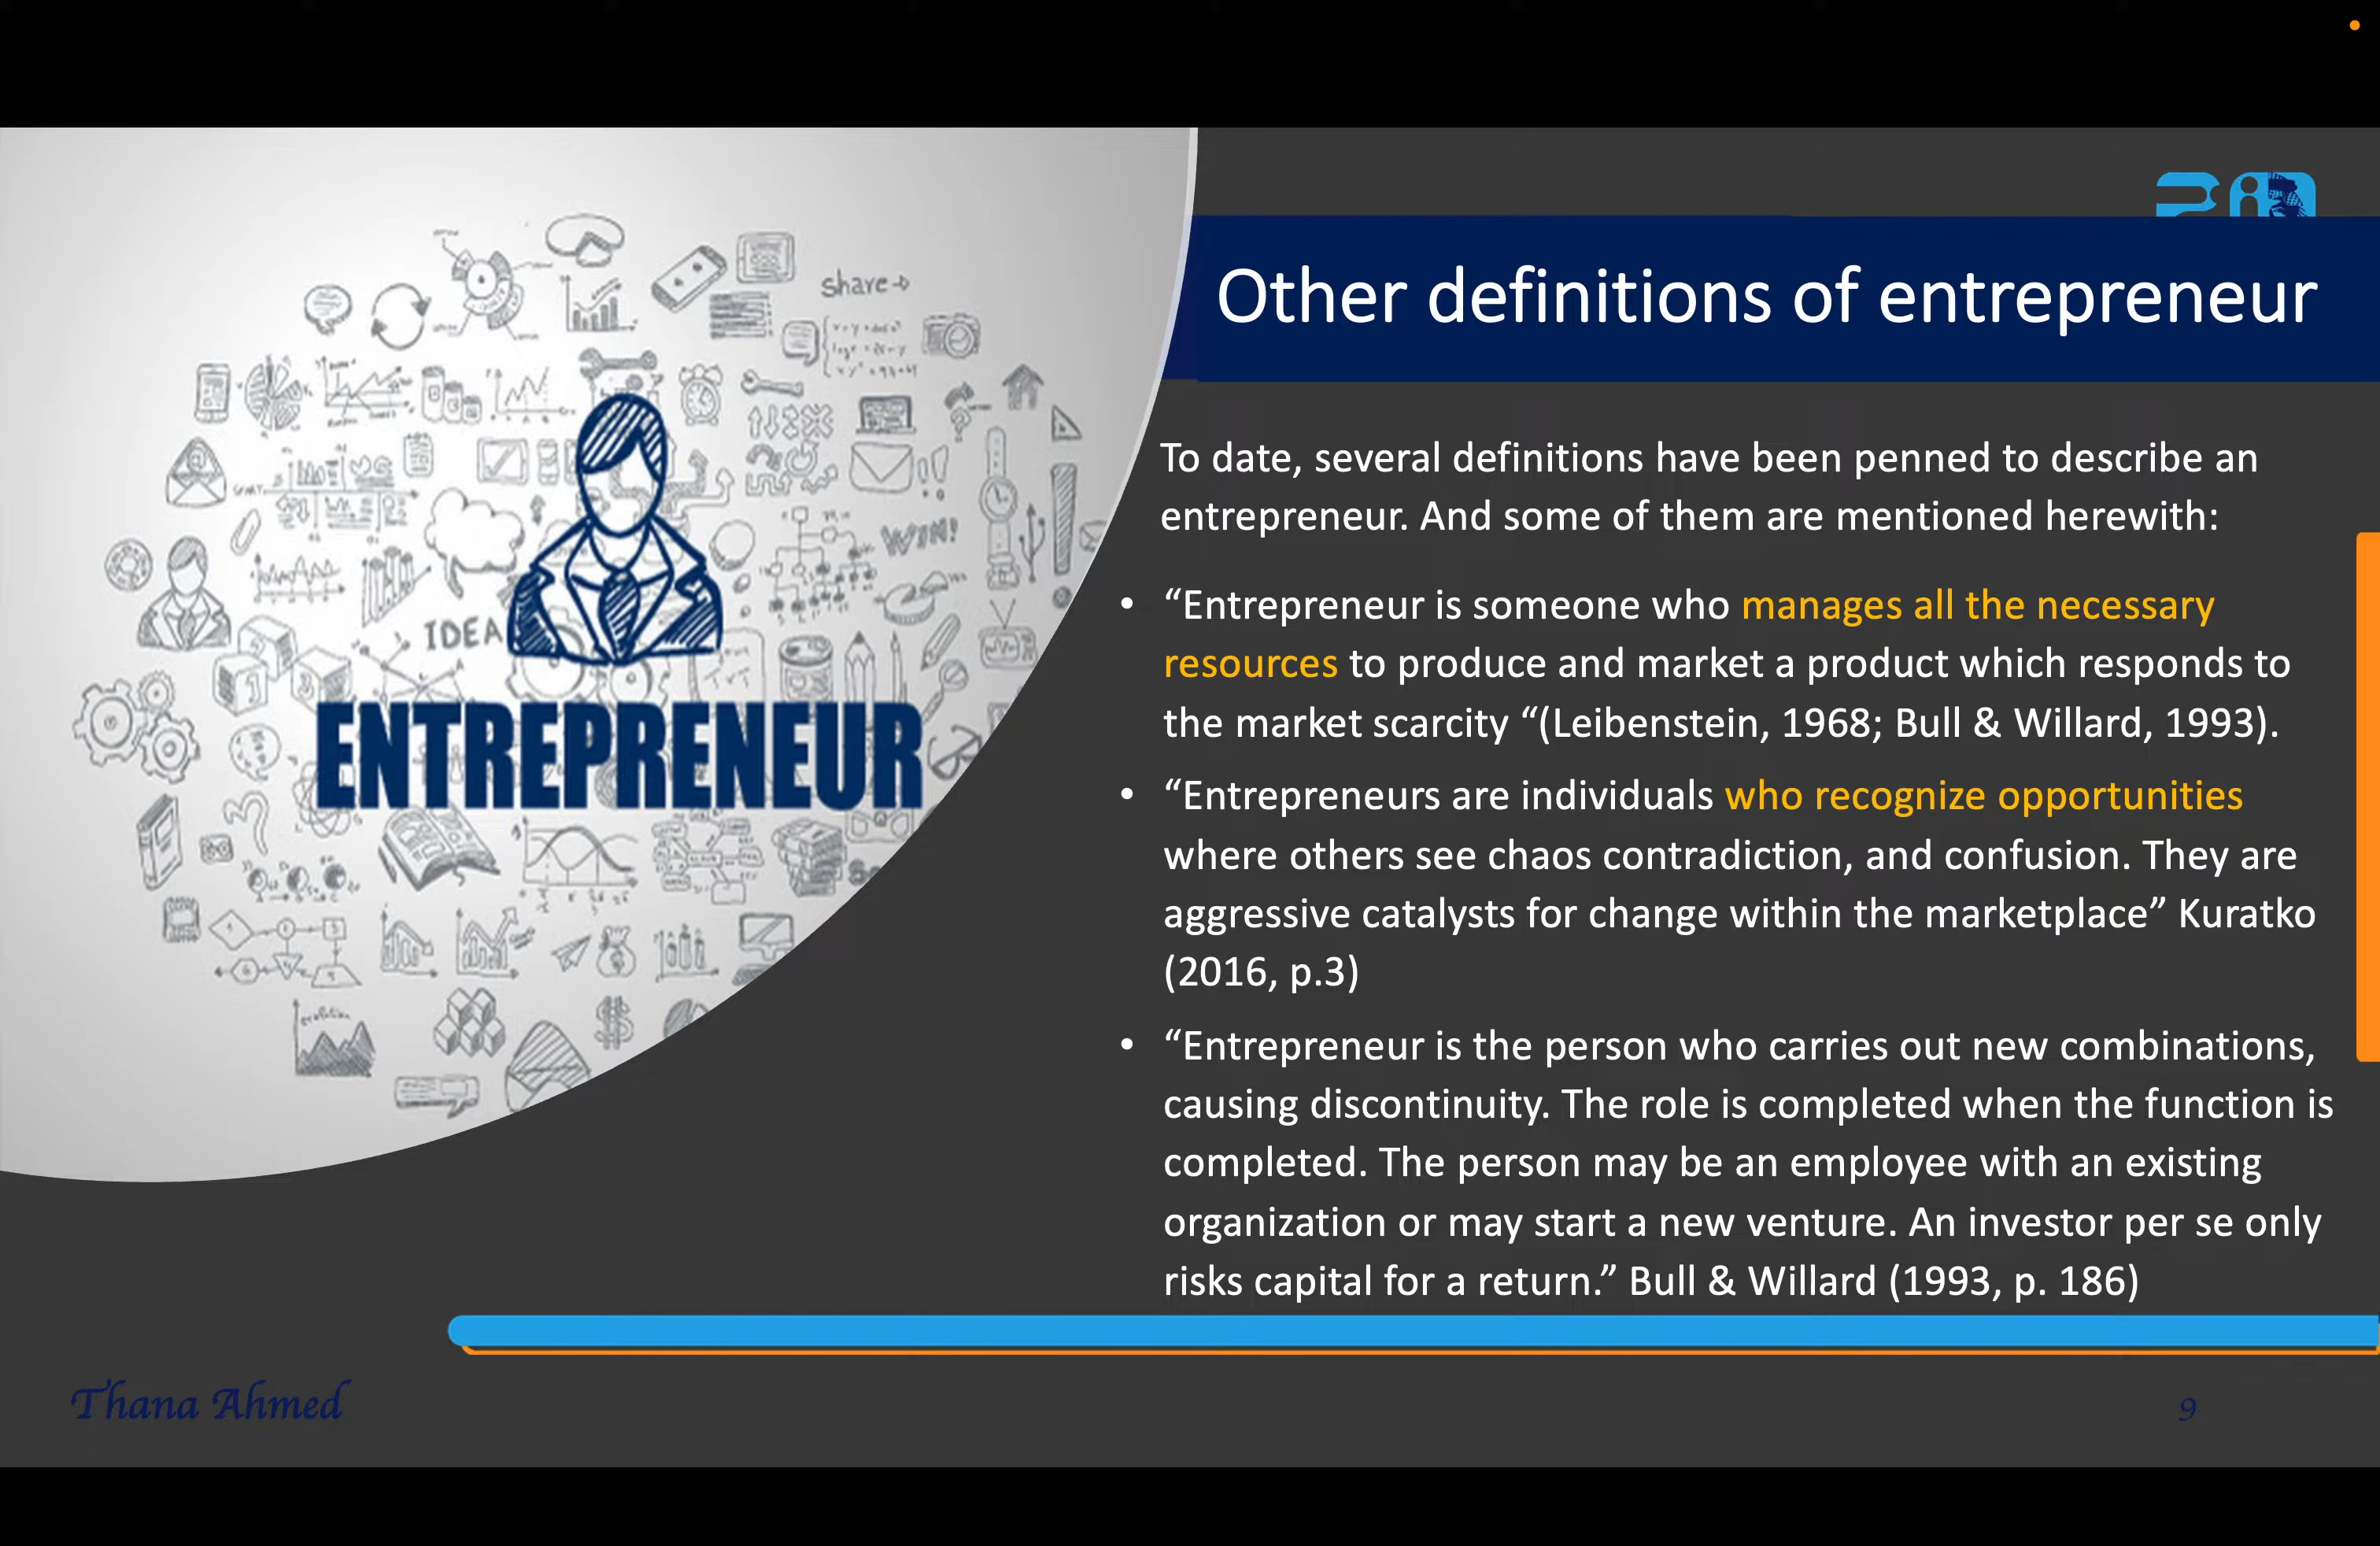 Other definitions of entrepreneur
To date, several definitions have been penned to describe an
entrepreneur. And some of them are mentioned herewith:
• “Entrepreneur is someone who manages all the necessary
resources to produce and market a product which responds to
the market scarcity “(Leibenstein, 1968; Bull & Willard, 1993).
• “Entrepreneurs are individuals who recognize opportunities
where others see chaos contradiction, and confusion. They are
aggressive catalysts for change within the marketplace” Kuratko
(2016, p.3)
• “Entrepreneur is the person who carries out new combinations,
causing discontinuity. The role is completed when the function is
completed. The person may be an employee with an existing
organization or may start a new venture. An investor per se only
risks capital for a return.” Bull & Willard (1993, p. 186)
share
WIN!
IDEA
ENTREPRENEUR
Thana Ahmed
9